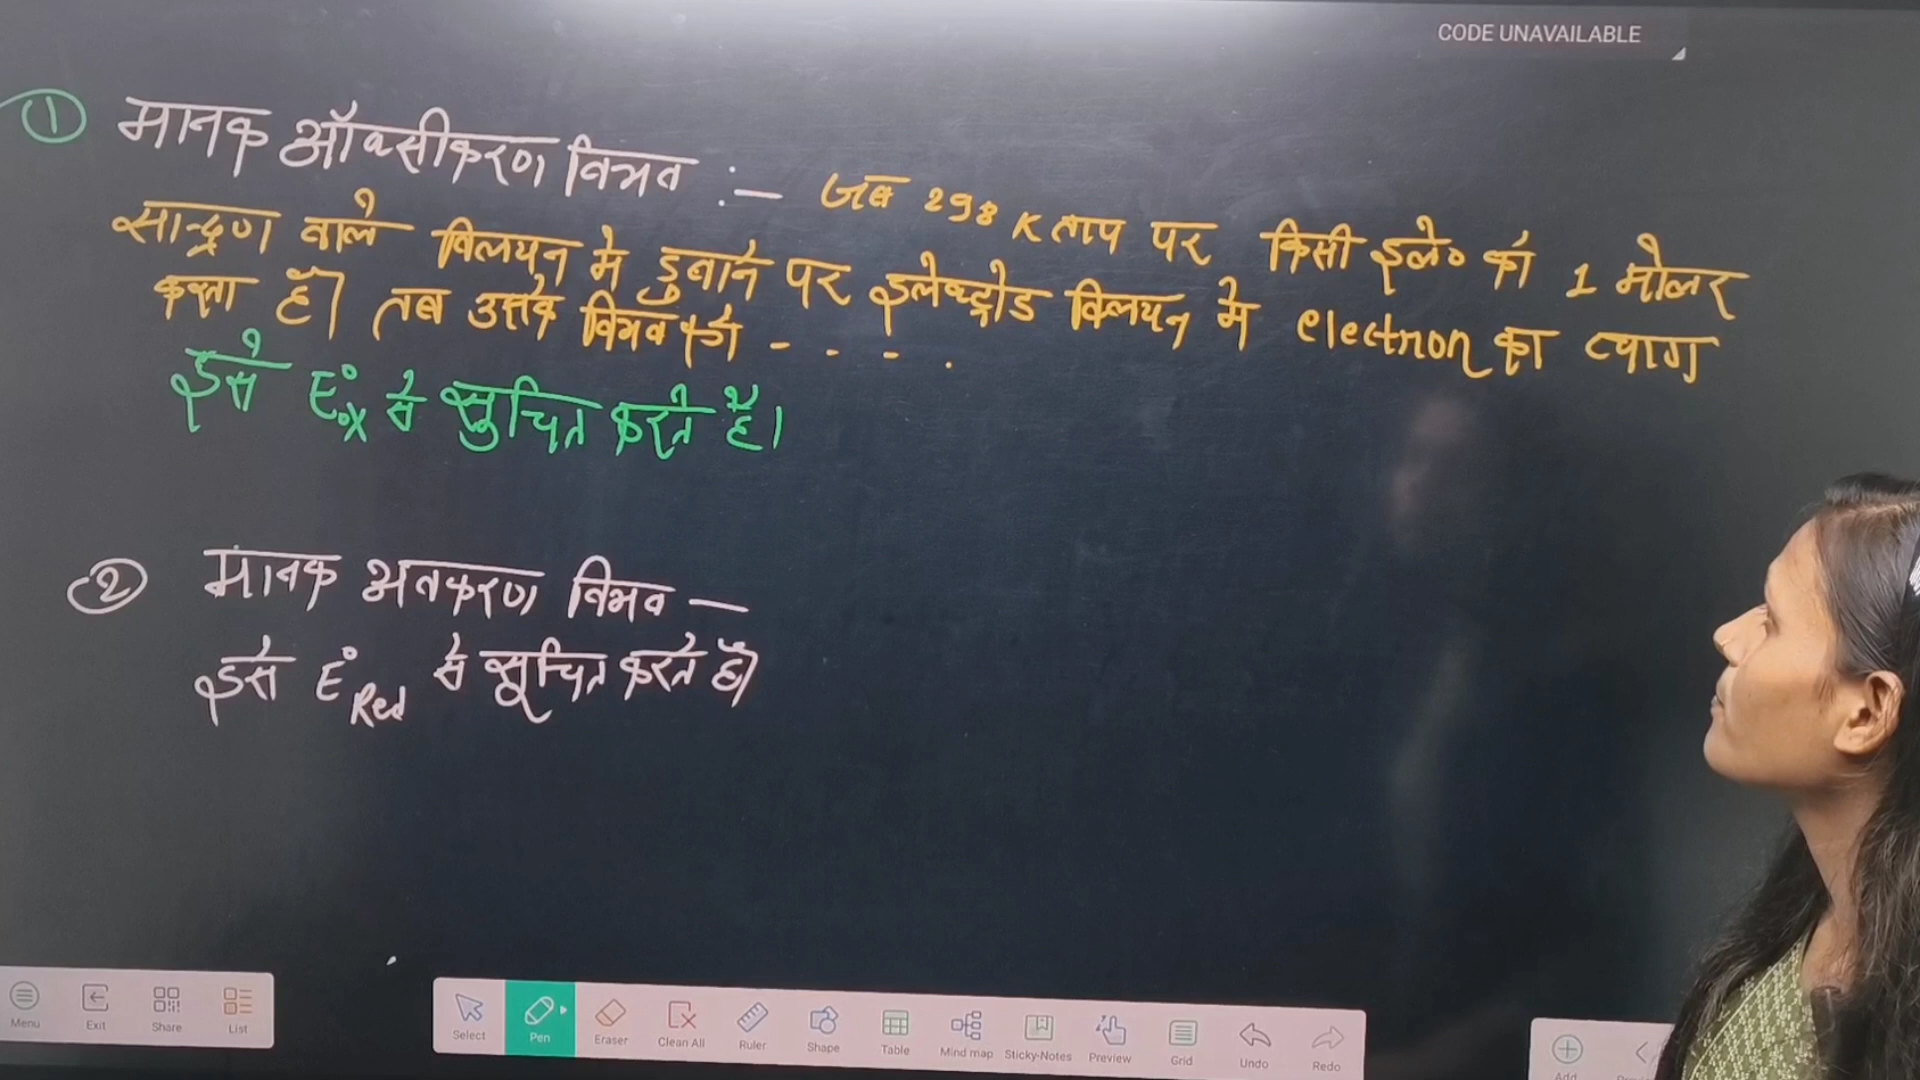 CODE UNAVAILABLE
① मानक ऑक्सीकरण विभव :- जब 298 K ताप पर किसी इले० को 1 मोलर
सान्द्रण वाले विलयन में डुबाने पर इलेक्ट्रोड विलयन में electron का त्याग
करता है। तब उसके विभव को - - - .
इसे E°ox से सुचित करते है।
② मानक अवकरण विभव —
इसे E°Red से सूचित करते है।
Menu Exit Share List Select Pen Eraser Clean All Ruler Shape Table Mind map Sticky-Notes Preview Grid Undo Redo Add